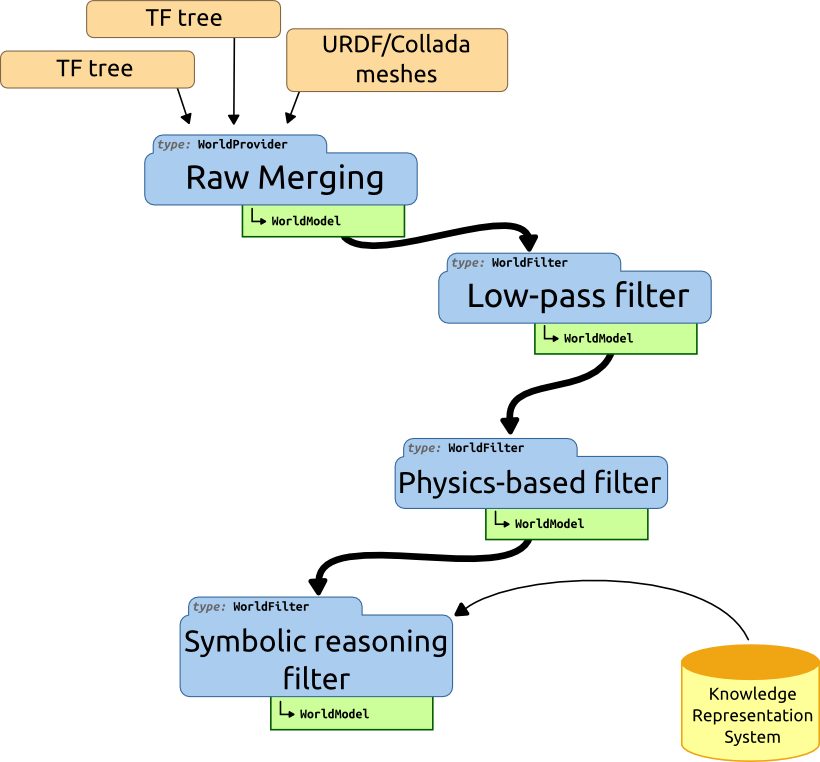 TF tree
TF tree
URDF/Collada
meshes
type: WorldProvider
Raw Merging
WorldModel
type: WorldFilter
Low-pass filter
WorldModel
type: WorldFilter
Physics-based filter
WorldModel
type: WorldFilter
Symbolic reasoning
filter
WorldModel
Knowledge
Representation
System